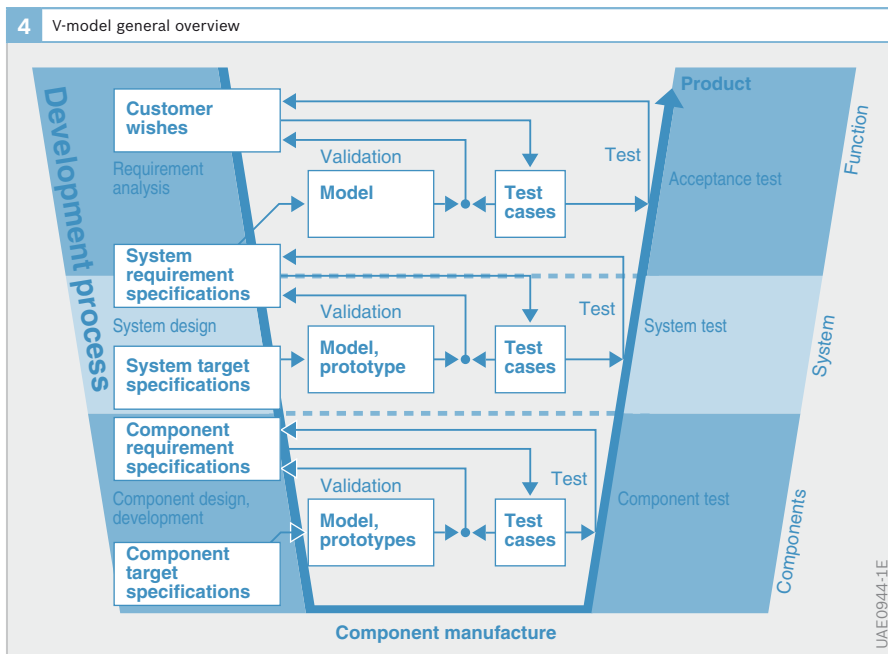 4 V-model general overview
Development process
Product
Function
Customer
wishes
Validation
Test
Requirement
analysis
Model
Test
cases
Acceptance test
System
requirement
specifications
Validation
Test
System design
System test
System
System target
specifications
Model,
prototype
Test
cases
Component
requirement
specifications
Validation
Test
Component design,
development
Model,
prototypes
Test
cases
Component test
Components
Component
target
specifications
Component manufacture
UAE0944-1E